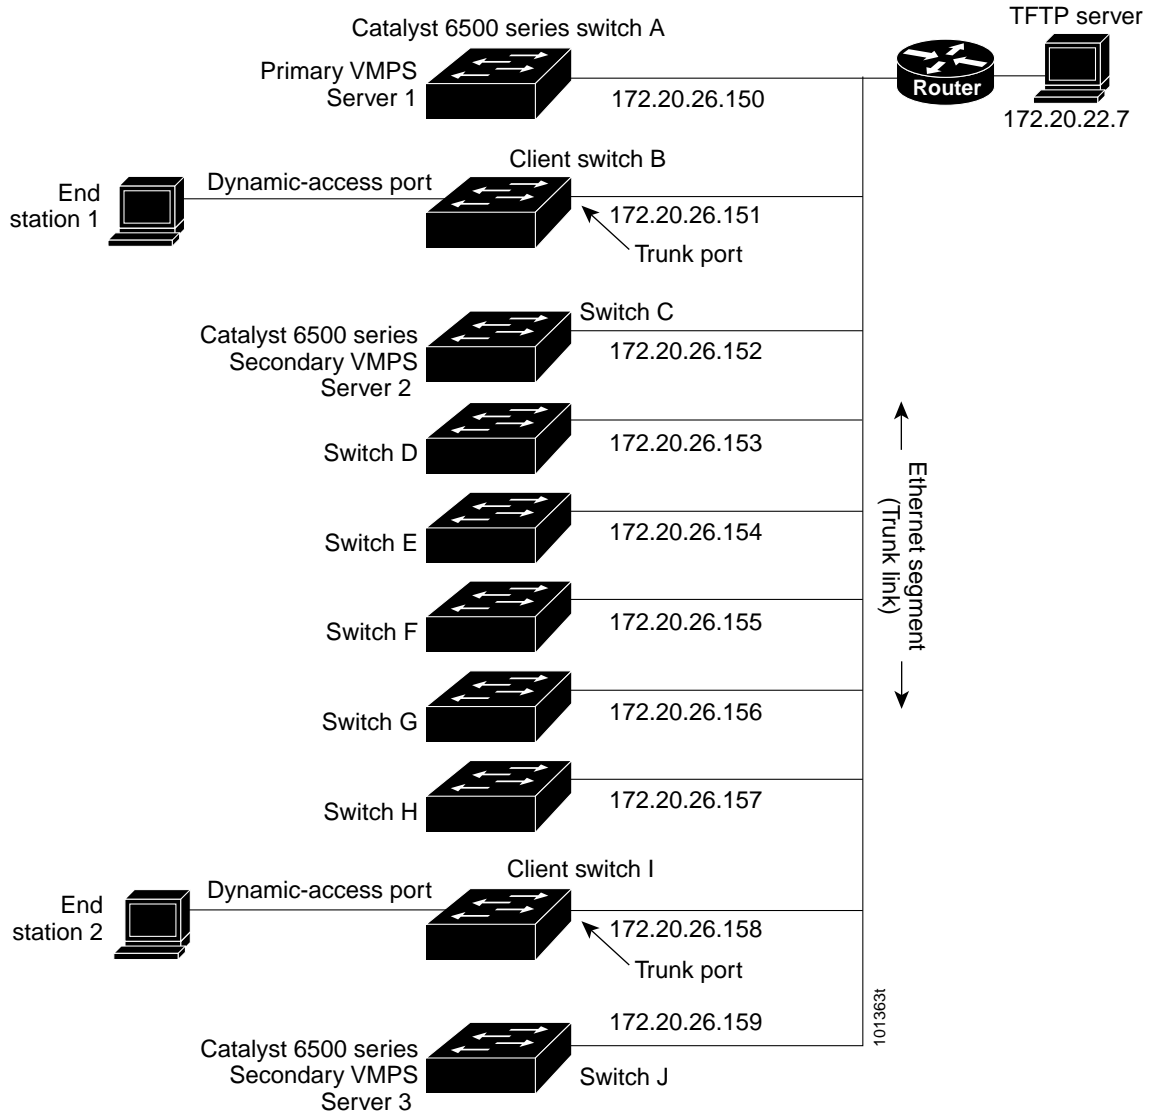 Catalyst 6500 series switch A
TFTP server
Primary VMPS
Server 1
172.20.26.150
Router
172.20.22.7
Client switch B
End
station 1
Dynamic-access port
172.20.26.151
Trunk port
Switch C
Catalyst 6500 series
Secondary VMPS
Server 2
172.20.26.152
Switch D
172.20.26.153
Ethernet segment
(Trunk link)
Switch E
172.20.26.154
Switch F
172.20.26.155
Switch G
172.20.26.156
Switch H
172.20.26.157
Client switch I
End
station 2
Dynamic-access port
172.20.26.158
Trunk port
172.20.26.159
Catalyst 6500 series
Secondary VMPS
Server 3
Switch J
101363t